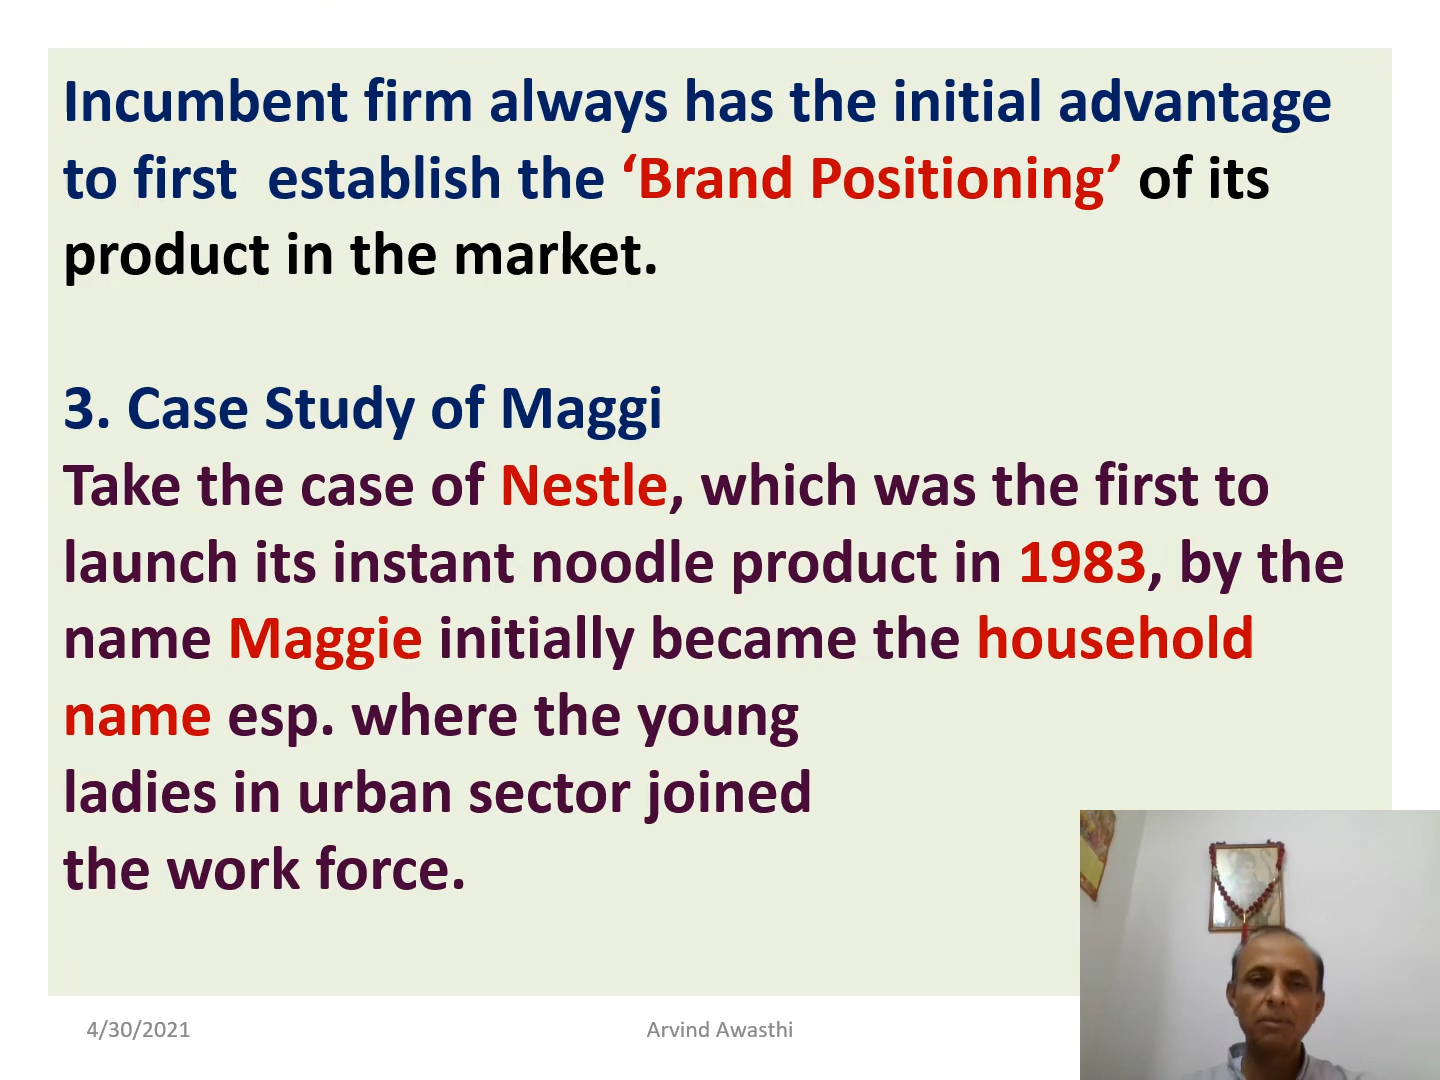 Incumbent firm always has the initial advantage
to first  establish the ‘Brand Positioning’ of its
product in the market.
3. Case Study of Maggi
Take the case of Nestle, which was the first to
launch its instant noodle product in 1983, by the
name Maggie initially became the household
name esp. where the young
ladies in urban sector joined
the work force.
4/30/2021
Arvind Awasthi